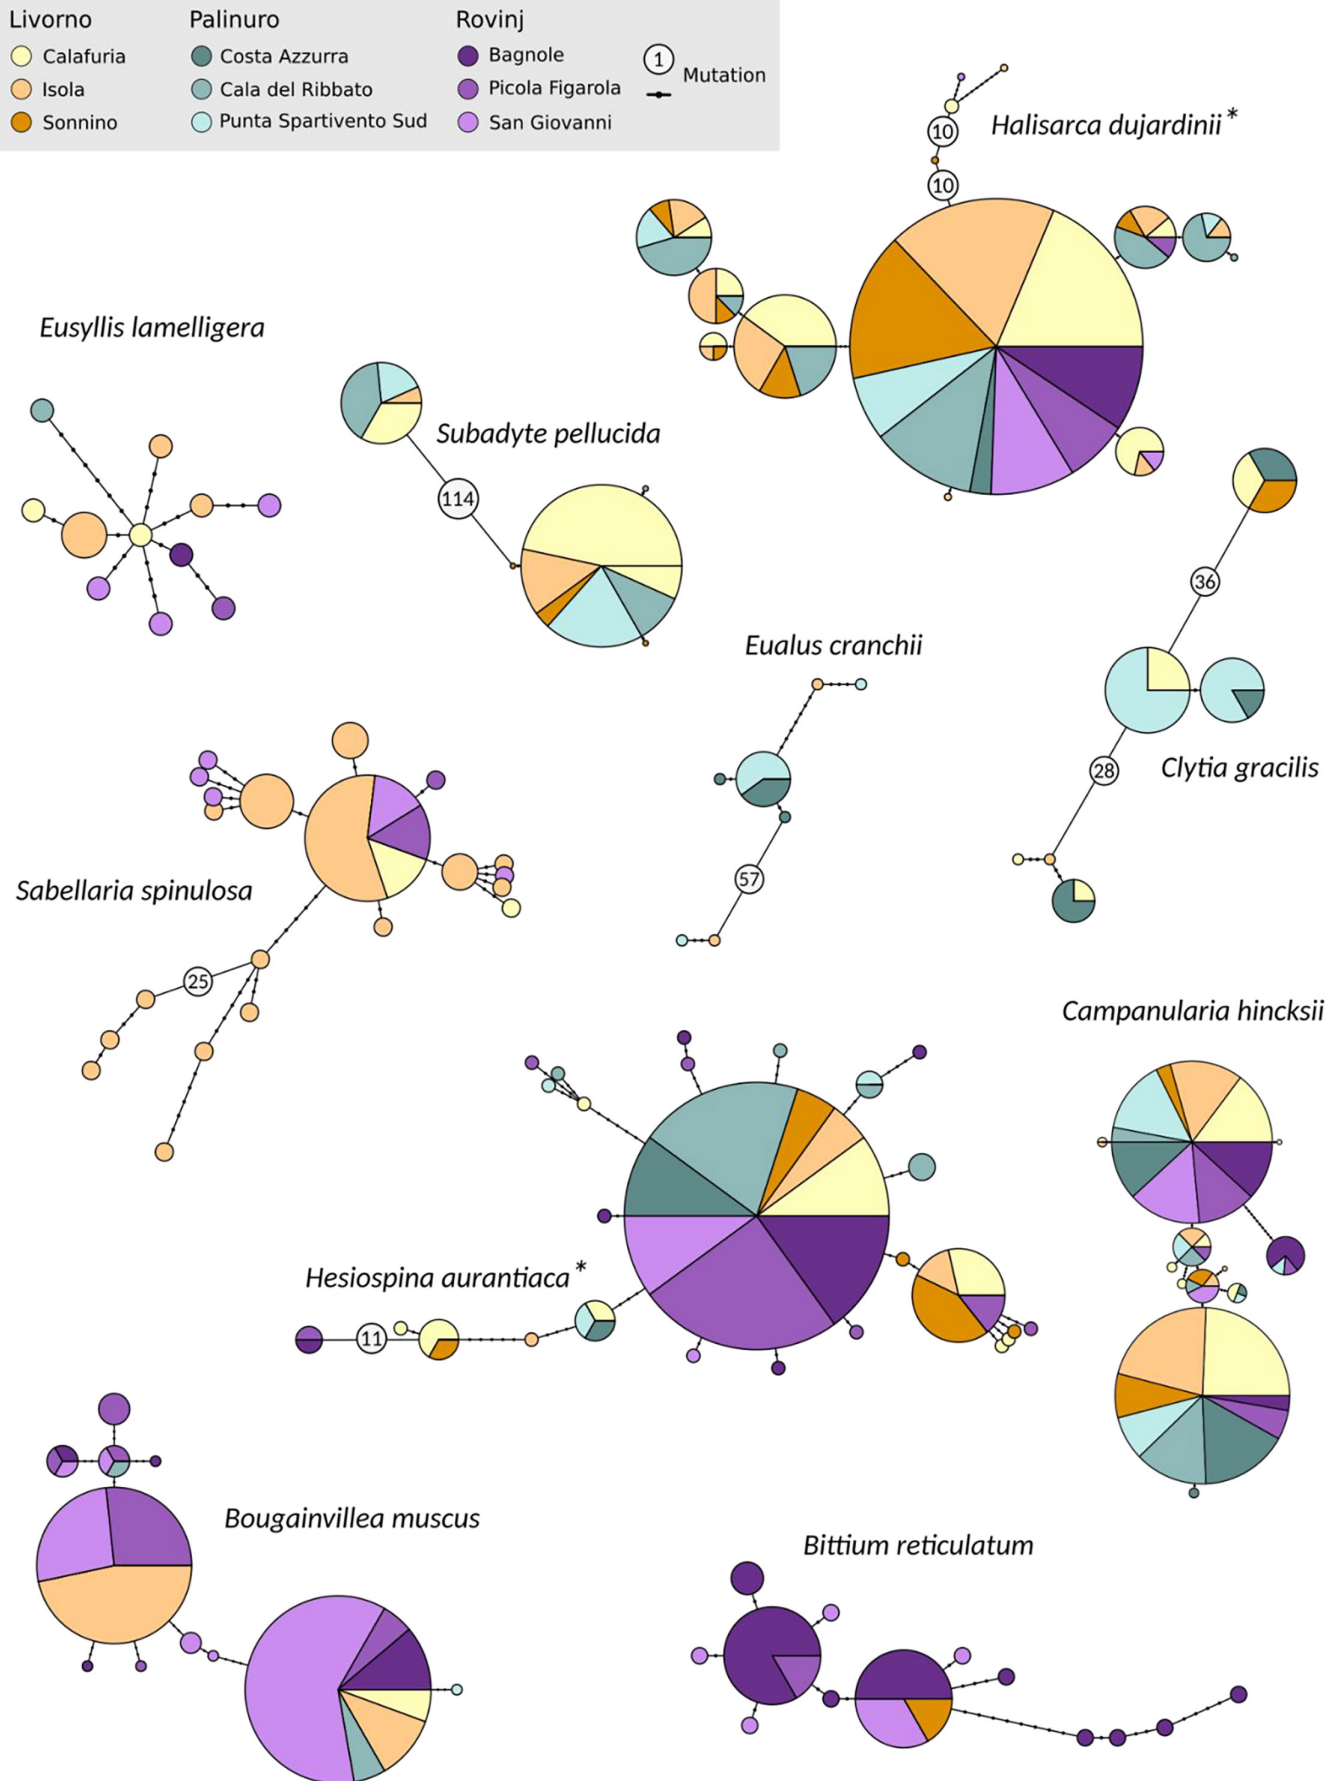 Livorno Palinuro Rovinj
Calafuria Costa Azzurra Bagnole 1 Mutation
Isola Cala del Ribbato Picola Figarola
Sonnino Punta Spartivento Sud San Giovanni
Halisarca dujardinii*
10
10
Eusyllis lamelligera
Subadyte pellucida
114
36
Eualus cranchii
Clytia gracilis
28
57
Sabellaria spinulosa
25
Campanularia hincksii
Hesiospina aurantiaca*
11
Bougainvillea muscus
Bittium reticulatum